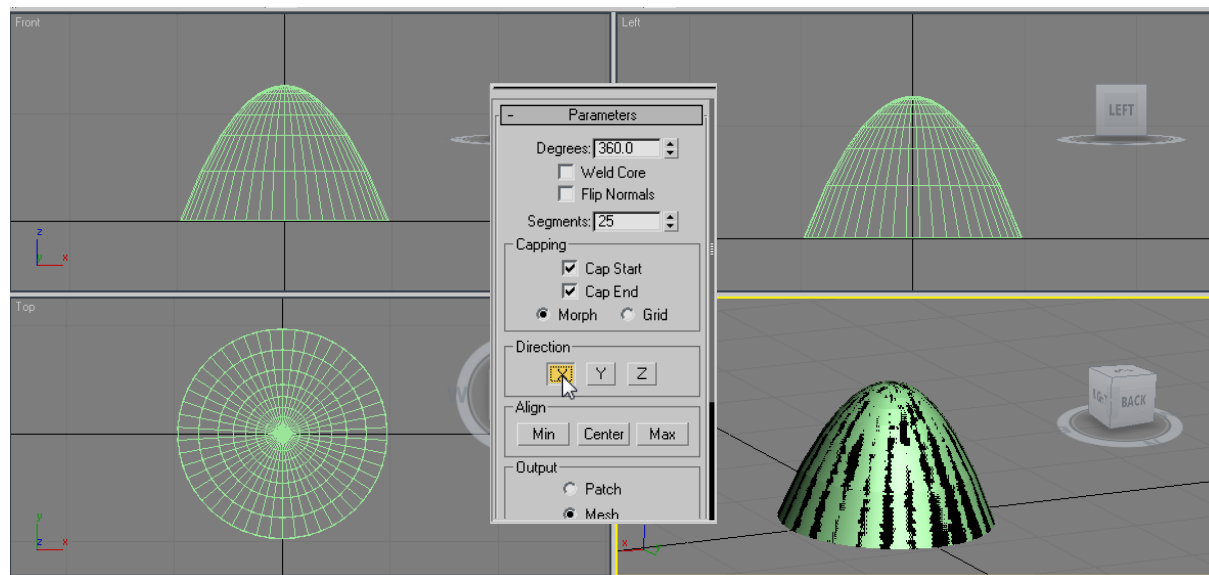 Front
Left
LEFT
z
y x
Top
y
z x
- Parameters
Degrees: 360.0
Weld Core
Flip Normals
Segments: 25
Capping
Cap Start
Cap End
Morph Grid
Direction
X Y Z
Align
Min Center Max
Output
Patch
Mesh
BACK
x